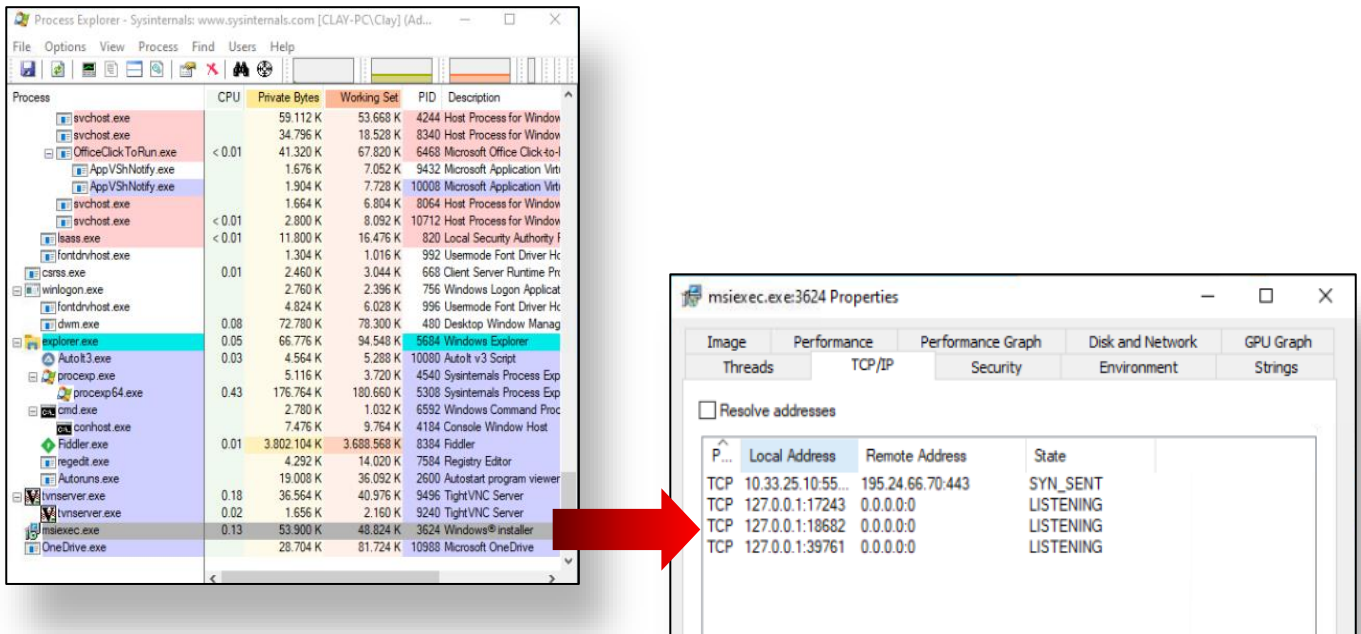 Process Explorer - Sysinternals: www.sysinternals.com [CLAY-PC\Clay] (Ad...
File Options View Process Find Users Help
Process CPU Private Bytes Working Set PID Description
svchost.exe 59.112 K 53.668 K 4244 Host Process for Window
svchost.exe 34.796 K 18.528 K 8340 Host Process for Window
OfficeClickToRun.exe < 0.01 41.320 K 67.820 K 6468 Microsoft Office Click-to-
AppVShNotify.exe 1.676 K 7.052 K 9432 Microsoft Application Virt
AppVShNotify.exe 1.904 K 7.728 K 10008 Microsoft Application Virt
svchost.exe 1.664 K 6.804 K 8064 Host Process for Window
svchost.exe < 0.01 2.800 K 8.092 K 10712 Host Process for Window
lsass.exe < 0.01 11.800 K 16.476 K 820 Local Security Authority
fontdrvhost.exe 1.304 K 1.016 K 992 Usermode Font Driver Ho
csrss.exe 0.01 2.460 K 3.044 K 668 Client Server Runtime Pro
winlogon.exe 2.760 K 2.396 K 756 Windows Logon Applicat
fontdrvhost.exe 4.824 K 6.028 K 996 Usermode Font Driver Ho
dwm.exe 0.08 72.780 K 78.300 K 480 Desktop Window Manag
explorer.exe 0.05 66.776 K 94.548 K 5684 Windows Explorer
AutoIt3.exe 0.03 4.564 K 5.288 K 10080 AutoIt v3 Script
procexp.exe 5.116 K 3.720 K 4540 Sysinternals Process Exp
procexp64.exe 0.43 176.764 K 180.660 K 5308 Sysinternals Process Exp
cmd.exe 2.780 K 1.032 K 6592 Windows Command Proc
conhost.exe 7.476 K 9.764 K 4184 Console Window Host
Fiddler.exe 0.01 3.802.104 K 3.688.568 K 8384 Fiddler
regedit.exe 4.292 K 14.020 K 7584 Registry Editor
Autoruns.exe 19.008 K 36.092 K 2600 Autostart program viewer
tvnserver.exe 0.18 36.564 K 40.976 K 9496 TightVNC Server
tvnserver.exe 0.02 1.656 K 2.160 K 9240 TightVNC Server
msiexec.exe 0.13 53.900 K 48.824 K 3624 Windows® installer
OneDrive.exe 28.704 K 81.724 K 10988 Microsoft OneDrive
msiexec.exe:3624 Properties
Image Performance Performance Graph Disk and Network GPU Graph
Threads TCP/IP Security Environment Strings
Resolve addresses
P... Local Address Remote Address State
TCP 10.33.25.10:55... 195.24.66.70:443 SYN_SENT
TCP 127.0.0.1:17243 0.0.0.0:0 LISTENING
TCP 127.0.0.1:18682 0.0.0.0:0 LISTENING
TCP 127.0.0.1:39761 0.0.0.0:0 LISTENING